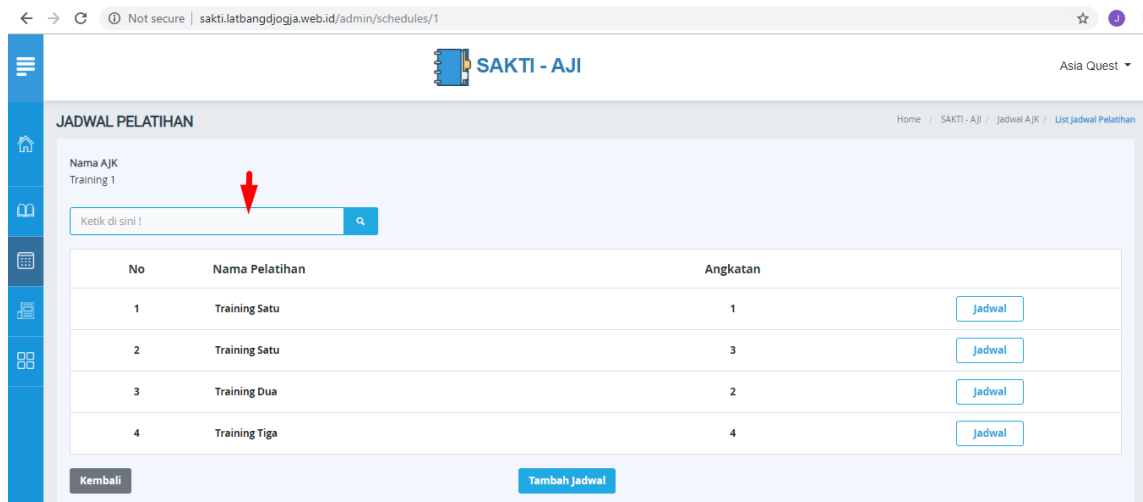 Not secure | sakti.latbangdjogja.web.id/admin/schedules/1
J
SAKTI - AJI
Asia Quest
JADWAL PELATIHAN
Home / SAKTI - AJI / Jadwal AJK / List Jadwal Pelatihan
Nama AJK
Training 1
Ketik di sini !
No Nama Pelatihan Angkatan
1 Training Satu 1 Jadwal
2 Training Satu 3 Jadwal
3 Training Dua 2 Jadwal
4 Training Tiga 4 Jadwal
Kembali Tambah Jadwal